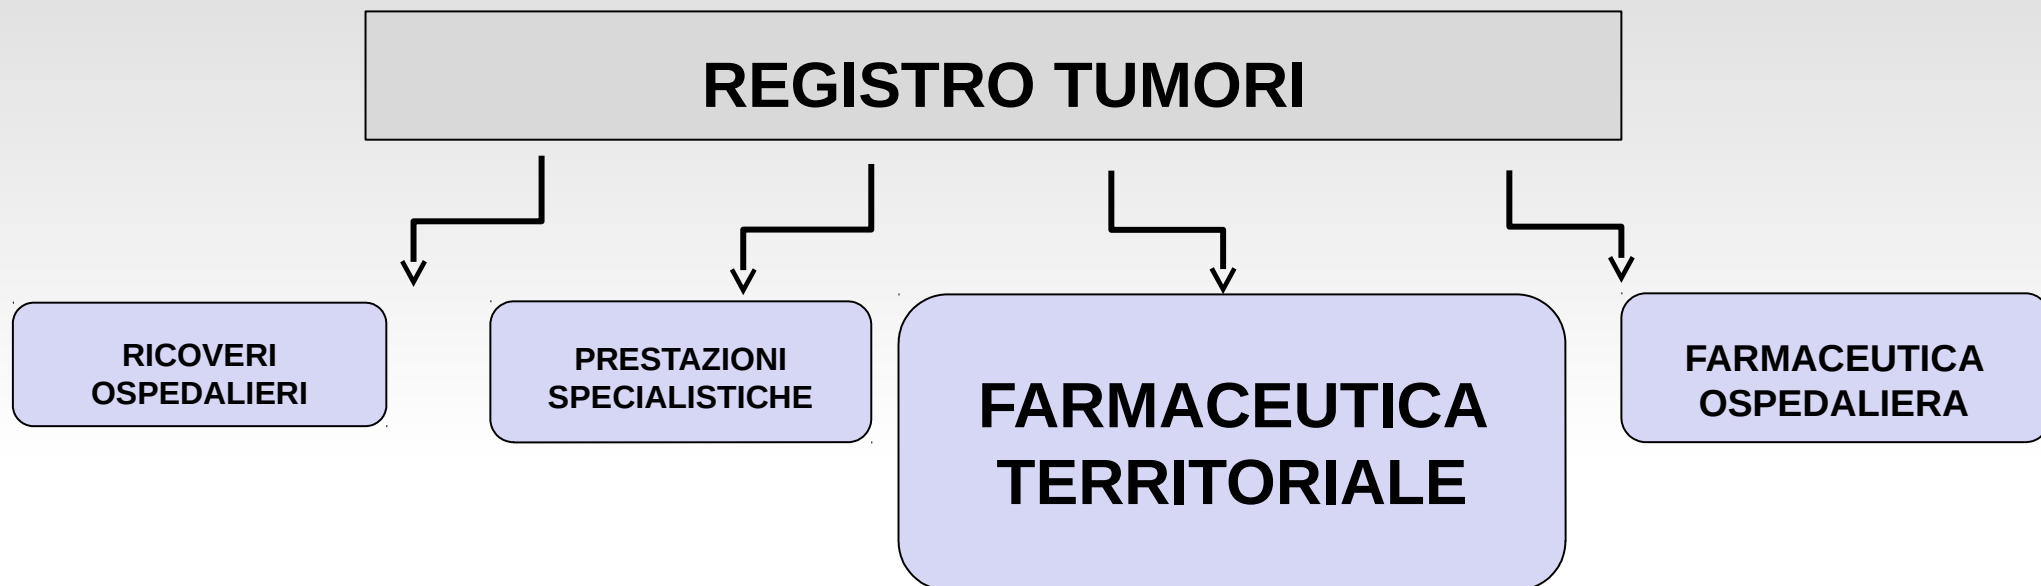 REGISTRO TUMORI
RICOVERI
OSPEDALIERI
PRESTAZIONI
SPECIALISTICHE
FARMACEUTICA
TERRITORIALE
FARMACEUTICA
OSPEDALIERA